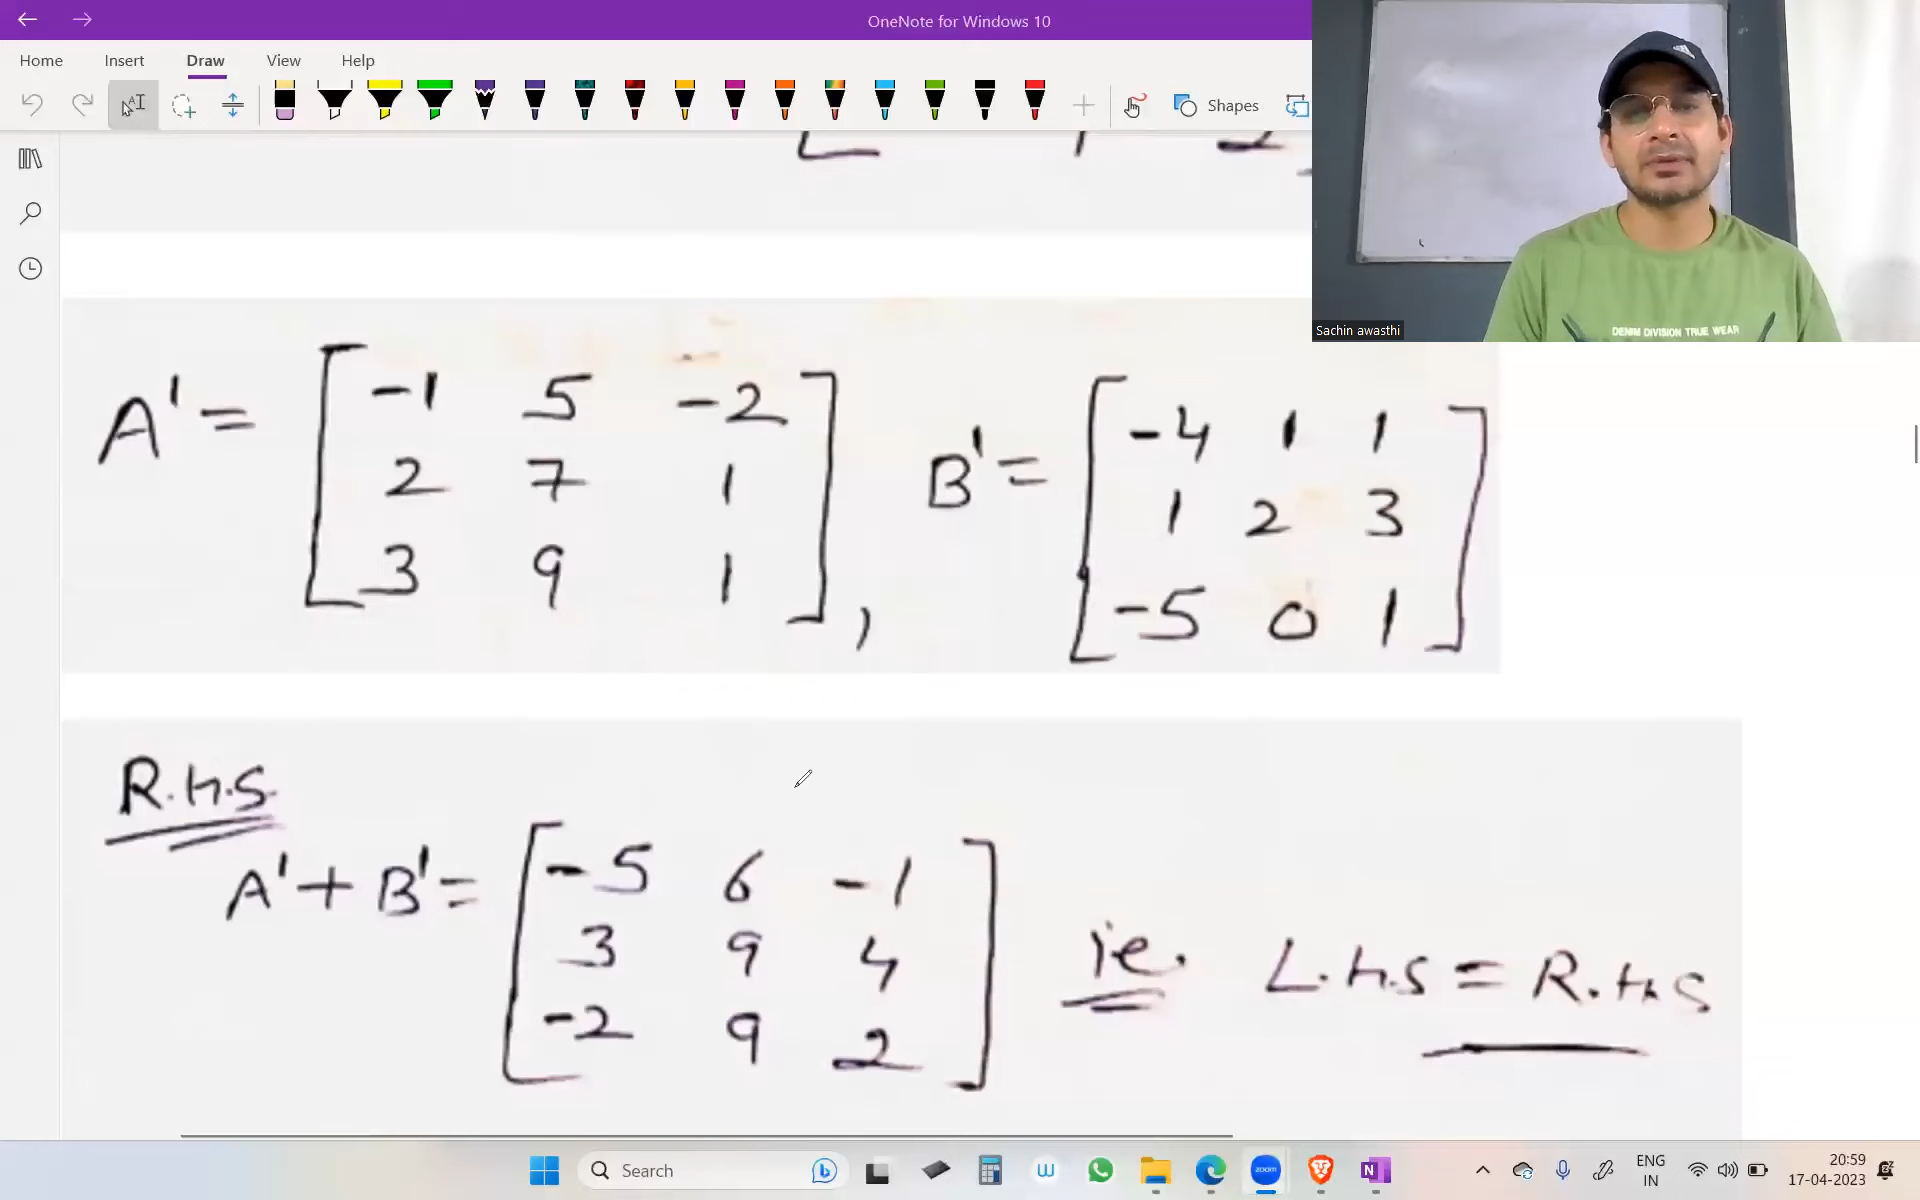 OneNote for Windows 10
Home Insert Draw View Help
Shapes
A' = [ -1 5 -2
2 7 1
3 9 1 ] ,
B' = [ -4 1 1
1 2 3
-5 0 1 ]
R.h.s
A' + B' = [ -5 6 -1
3 9 4
-2 9 2 ]
ie. L.h.s = R.H.S
Sachin awasthi
DENIM DIVISION TRUE WEAR
Search
zoom
ENG
IN
20:59
17-04-2023